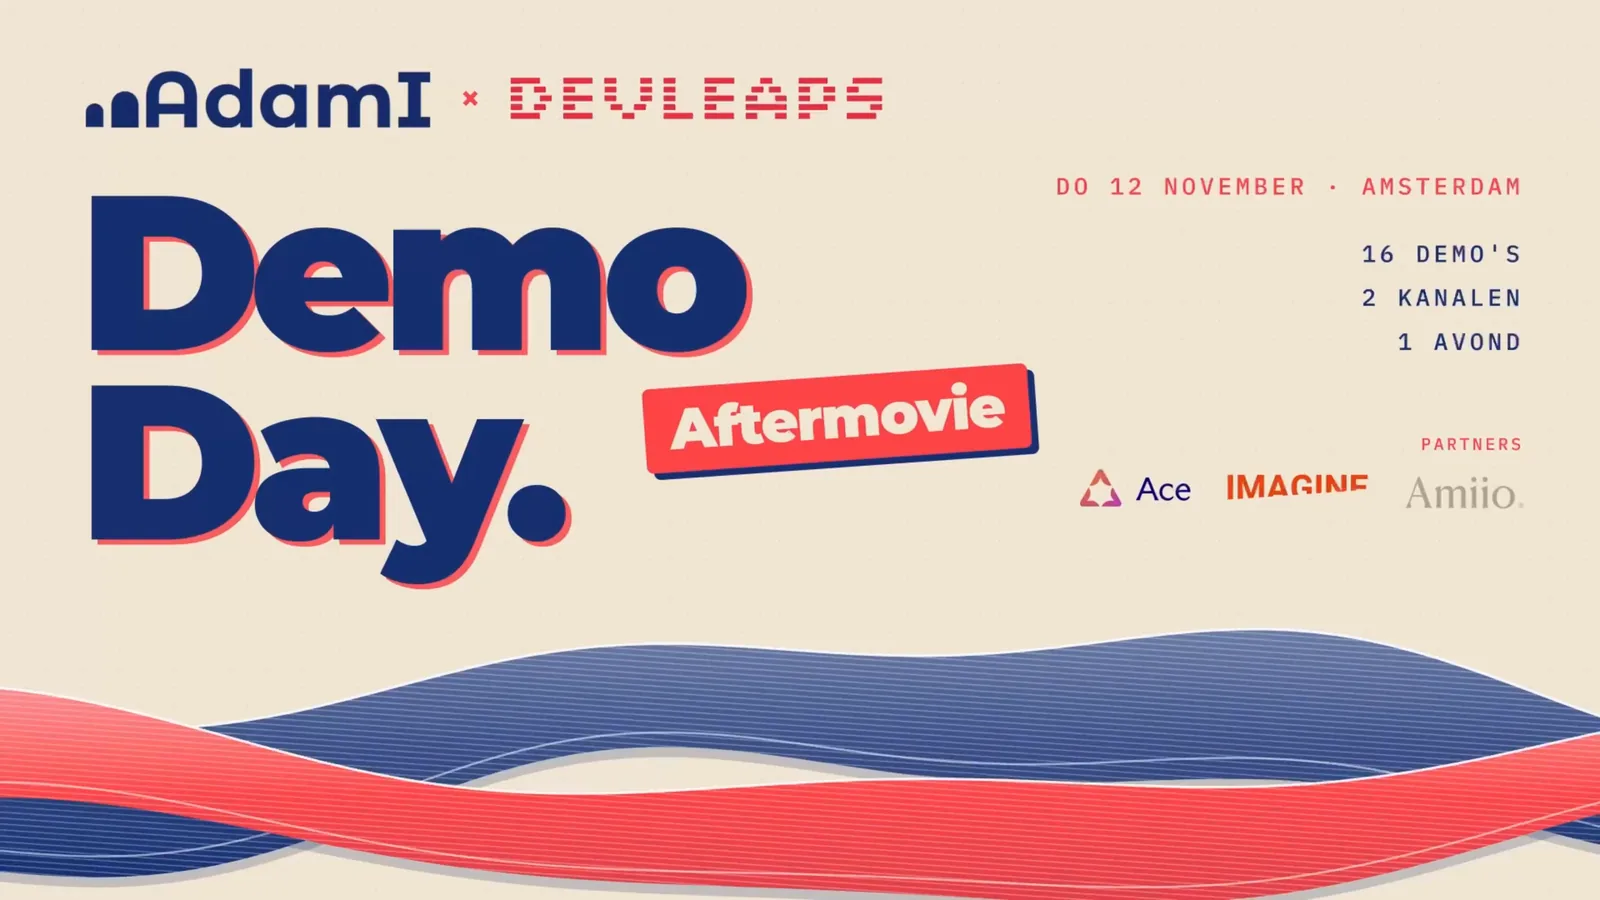 AdamI × DEVLEAPS
Demo
Day.
Aftermovie
DO 12 NOVEMBER · AMSTERDAM
16 DEMO'S
2 KANALEN
1 AVOND
PARTNERS
Ace IMAGINE Amiio.